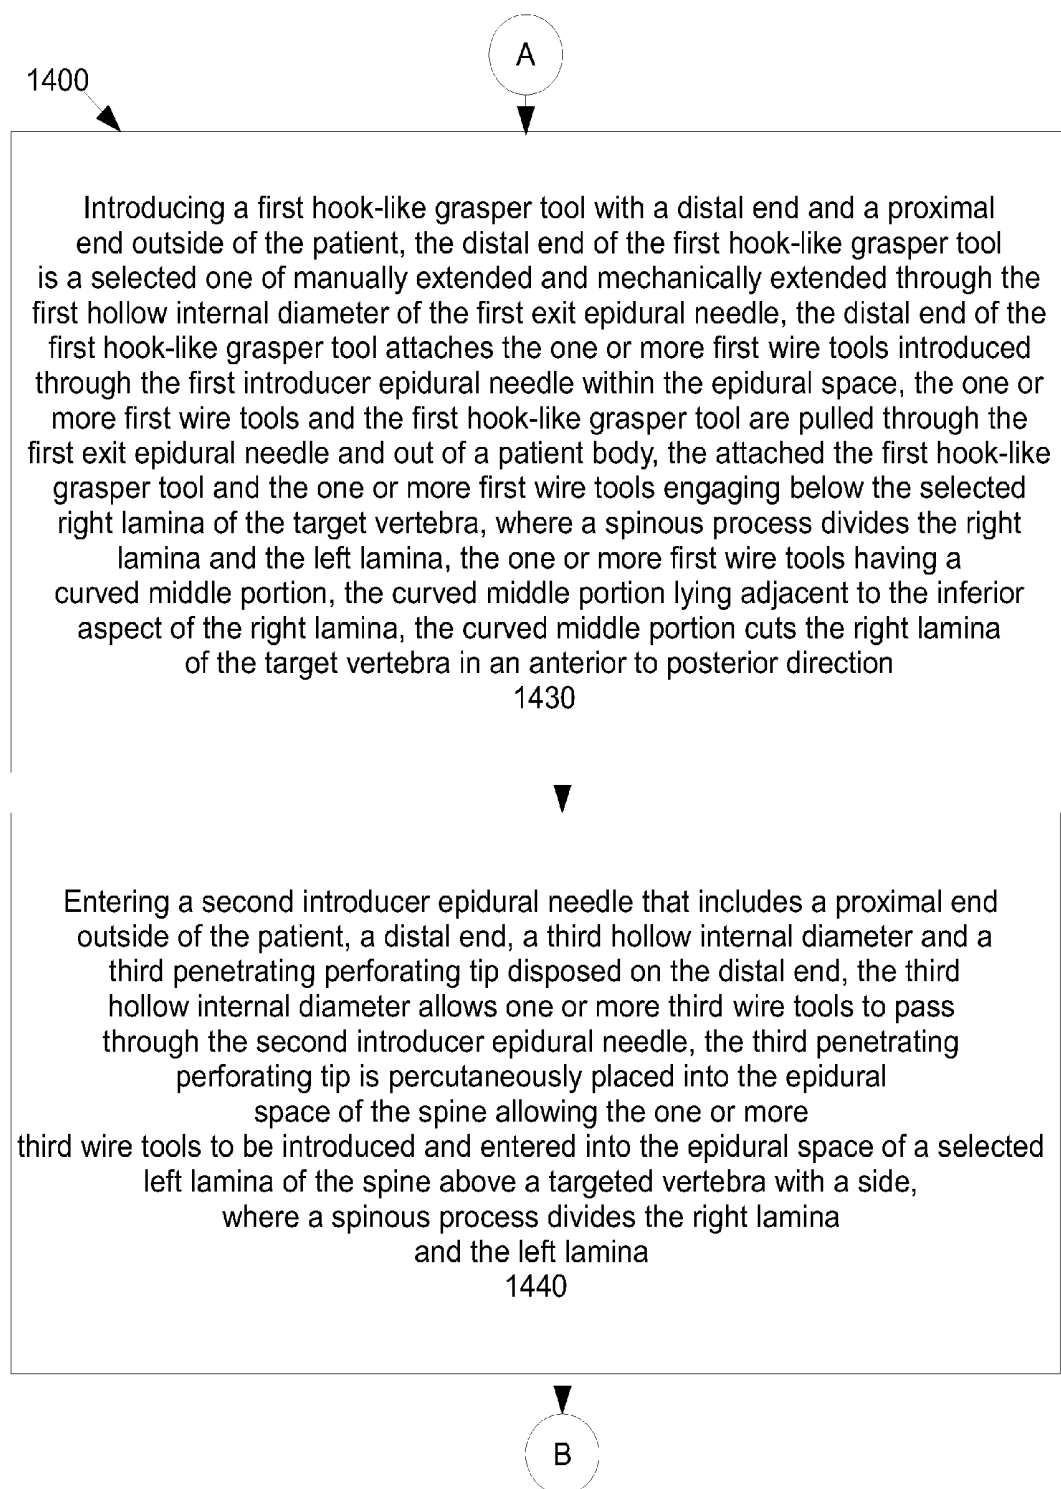 A
1400
Introducing a first hook-like grasper tool with a distal end and a proximal
end outside of the patient, the distal end of the first hook-like grasper tool
is a selected one of manually extended and mechanically extended through the
first hollow internal diameter of the first exit epidural needle, the distal end of the
first hook-like grasper tool attaches the one or more first wire tools introduced
through the first introducer epidural needle within the epidural space, the one or
more first wire tools and the first hook-like grasper tool are pulled through the
first exit epidural needle and out of a patient body, the attached the first hook-like
grasper tool and the one or more first wire tools engaging below the selected
right lamina of the target vertebra, where a spinous process divides the right
lamina and the left lamina, the one or more first wire tools having a
curved middle portion, the curved middle portion lying adjacent to the inferior
aspect of the right lamina, the curved middle portion cuts the right lamina
of the target vertebra in an anterior to posterior direction
1430
Entering a second introducer epidural needle that includes a proximal end
outside of the patient, a distal end, a third hollow internal diameter and a
third penetrating perforating tip disposed on the distal end, the third
hollow internal diameter allows one or more third wire tools to pass
through the second introducer epidural needle, the third penetrating
perforating tip is percutaneously placed into the epidural
space of the spine allowing the one or more
third wire tools to be introduced and entered into the epidural space of a selected
left lamina of the spine above a targeted vertebra with a side,
where a spinous process divides the right lamina
and the left lamina
1440
B